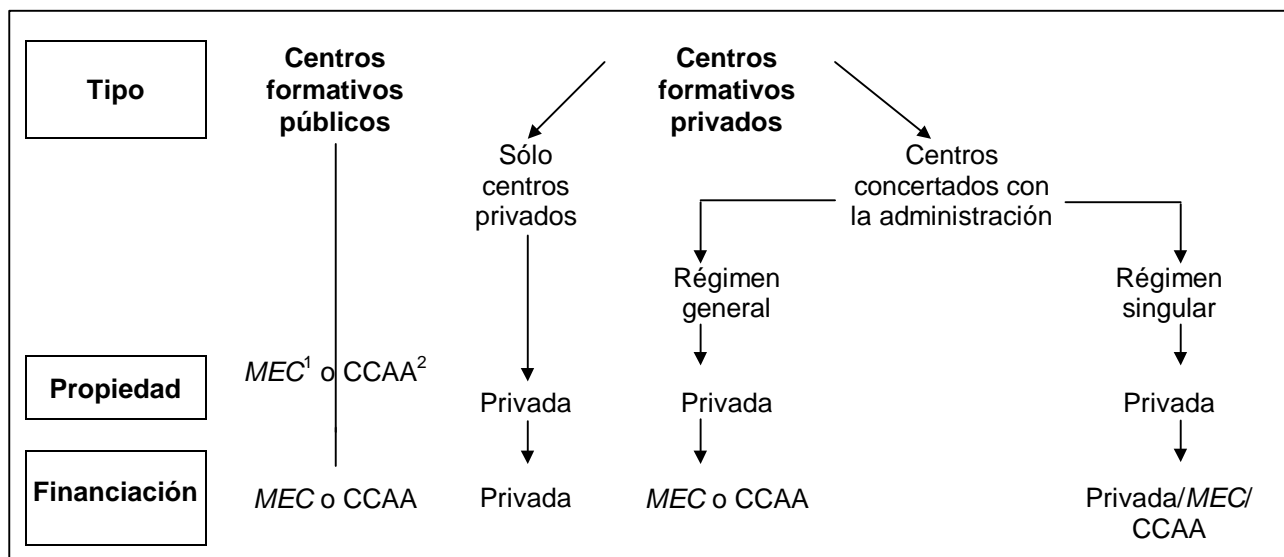 Tipo
Centros
formativos
públicos
Centros
formativos
privados
Sólo
centros
privados
Centros
concertados con
la administración
Régimen
general
Régimen
singular
Propiedad
MEC¹ o CCAA²
Privada
Privada
Privada
Financiación
MEC o CCAA
Privada
MEC o CCAA
Privada/MEC/
CCAA